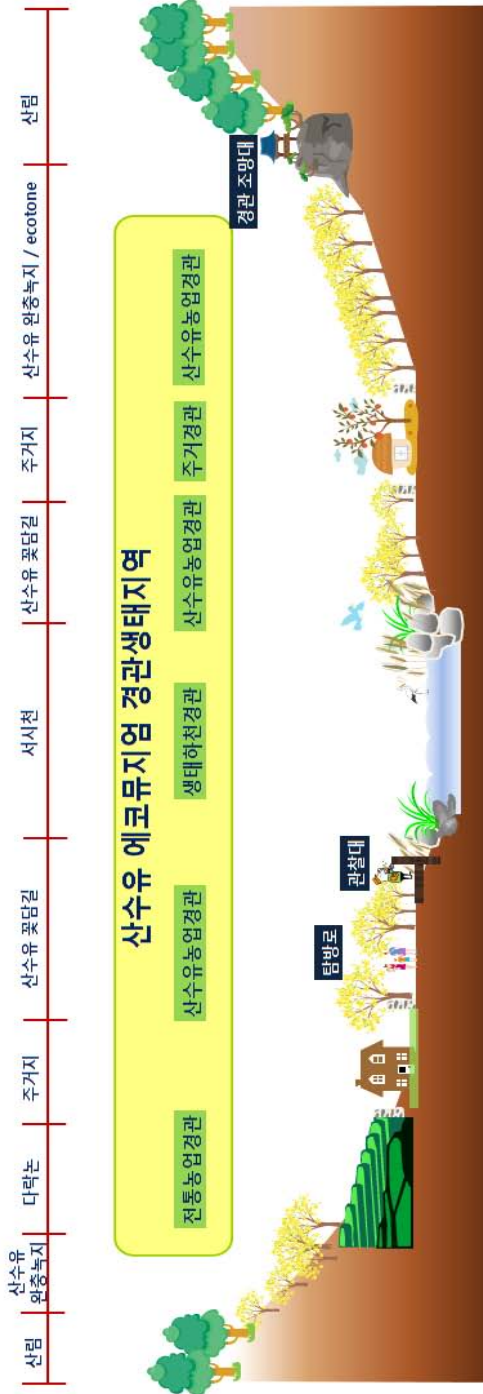 산림
산수유
완충녹지
다락논
주거지
산수유 꽃담길
서시천
산수유 꽃담길
주거지
산수유 완충녹지 / ecotone
산림
산수유 에코뮤지엄 경관생태지역
전통농업경관
산수유농업경관
생태하천경관
산수유농업경관
주거경관
산수유농업경관
탐방로
관찰대
경관 조망대